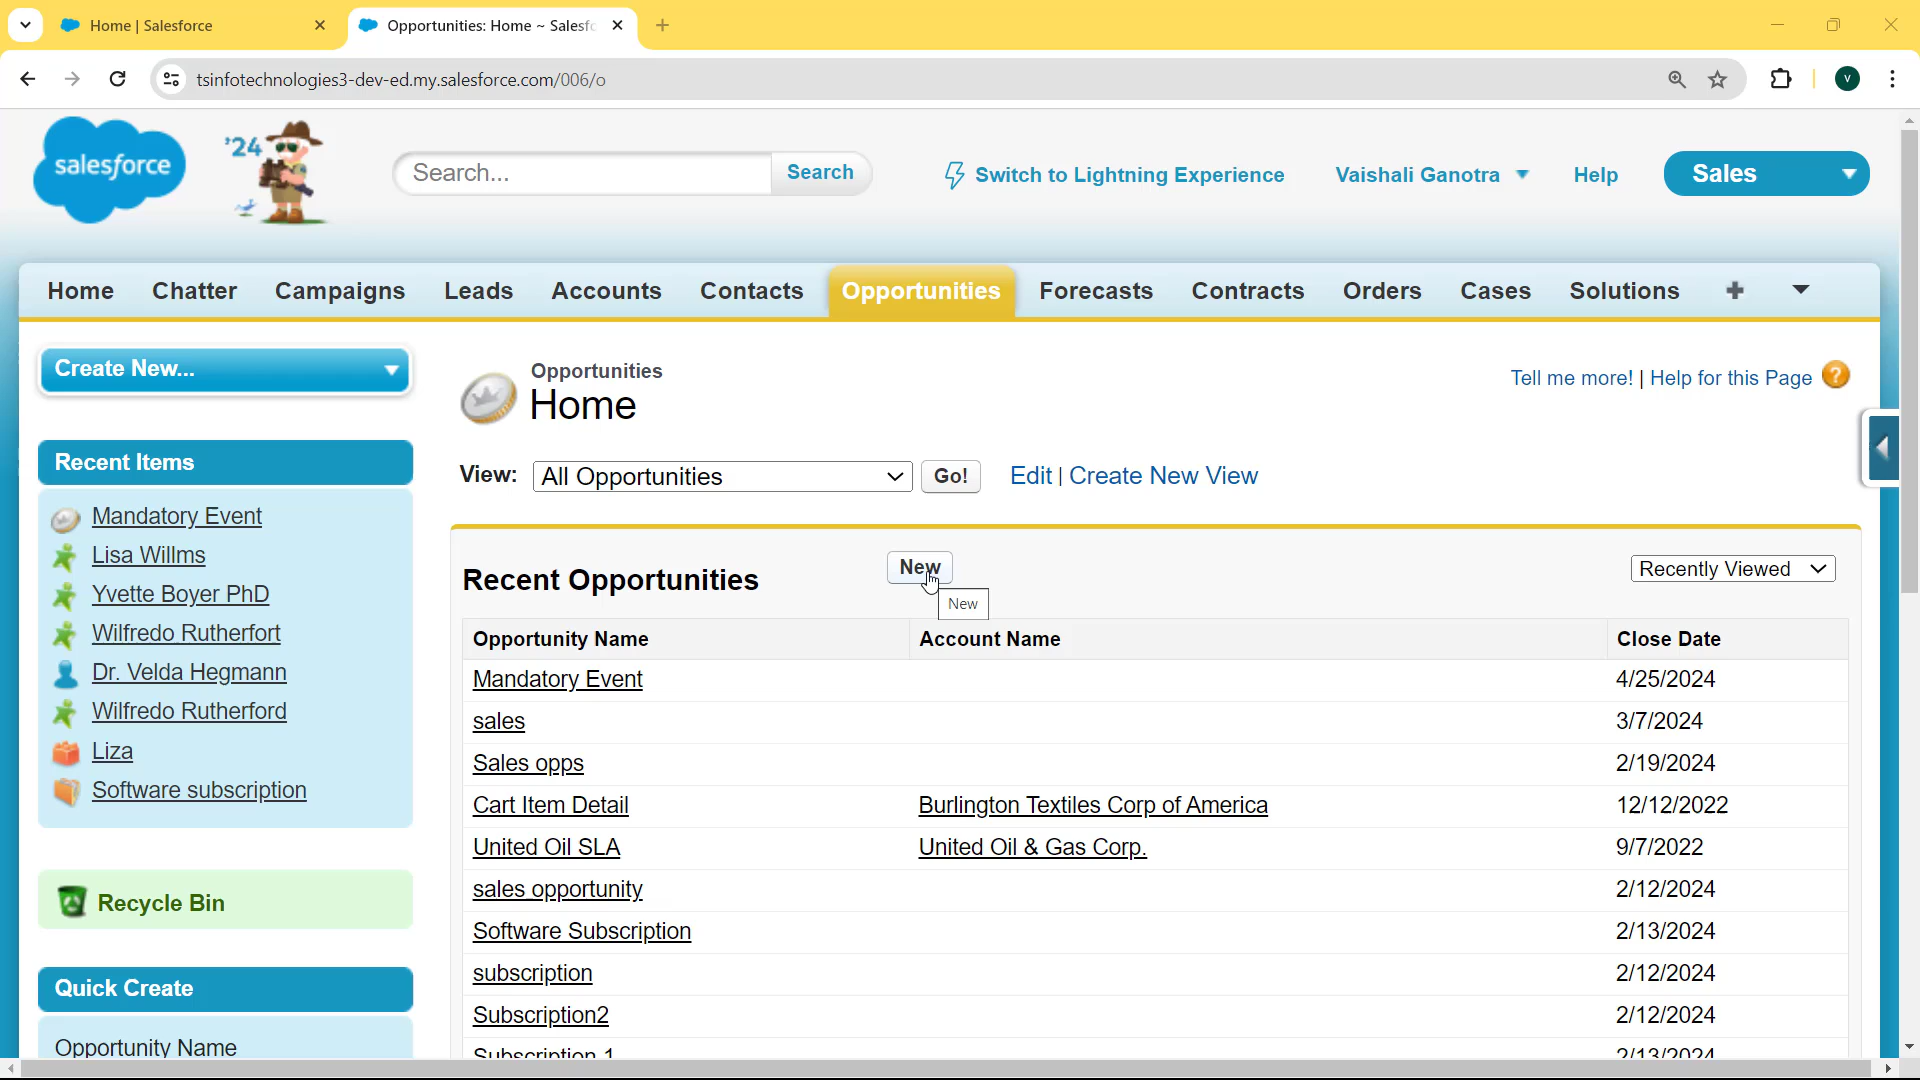 Home | Salesforce
Opportunities: Home ~ Salesfo
tsinfotechnologies3-dev-ed.my.salesforce.com/006/o
V
salesforce
'24
Search...
Search
Switch to Lightning Experience
Vaishali Ganotra
Help
Sales
Home
Chatter
Campaigns
Leads
Accounts
Contacts
Opportunities
Forecasts
Contracts
Orders
Cases
Solutions
Create New...
Opportunities
Home
Tell me more! | Help for this Page
?
View:
All Opportunities
Go!
Edit | Create New View
Recent Items
Mandatory Event
Lisa Willms
Yvette Boyer PhD
Wilfredo Rutherfort
Dr. Velda Hegmann
Wilfredo Rutherford
Liza
Software subscription
Recycle Bin
Quick Create
Opportunity Name
Recent Opportunities
New
New
Recently Viewed
Opportunity Name Account Name Close Date
Mandatory Event 4/25/2024
sales 3/7/2024
Sales opps 2/19/2024
Cart Item Detail Burlington Textiles Corp of America 12/12/2022
United Oil SLA United Oil & Gas Corp. 9/7/2022
sales opportunity 2/12/2024
Software Subscription 2/13/2024
subscription 2/12/2024
Subscription2 2/12/2024
Subscription 1 2/13/2024